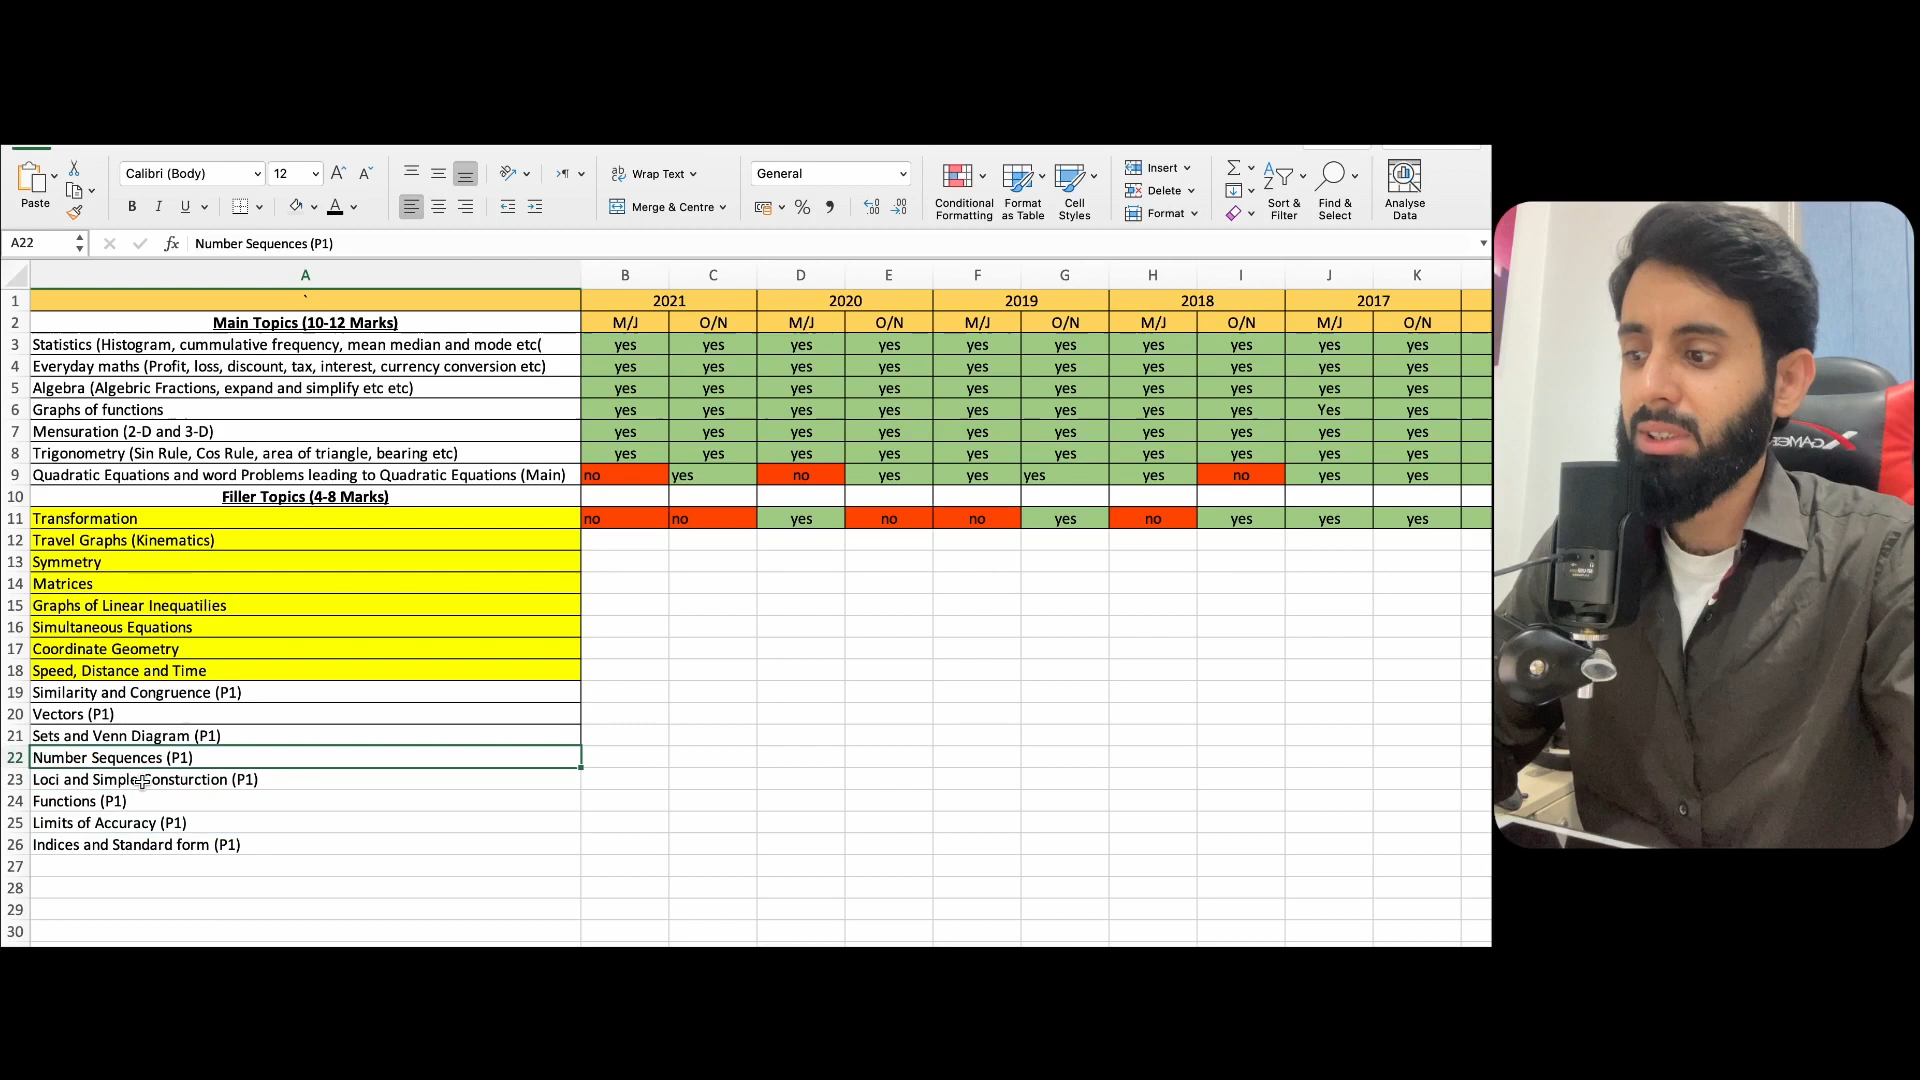 Calibri (Body) 12 Wrap Text General Insert
Paste Merge & Centre Conditional Formatting Format as Table Cell Styles Delete Format Sort & Filter Find & Select Analyse Data
A22 fx Number Sequences (P1)
A B C D E F G H I J K
1 ` 2021 2020 2019 2018 2017
2 Main Topics (10-12 Marks) M/J O/N M/J O/N M/J O/N M/J O/N M/J O/N
3 Statistics (Histogram, cummulative frequency, mean median and mode etc( yes yes yes yes yes yes yes yes yes yes
4 Everyday maths (Profit, loss, discount, tax, interest, currency conversion etc) yes yes yes yes yes yes yes yes yes yes
5 Algebra (Algebric Fractions, expand and simplify etc etc) yes yes yes yes yes yes yes yes yes yes
6 Graphs of functions yes yes yes yes yes yes yes yes Yes yes
7 Mensuration (2-D and 3-D) yes yes yes yes yes yes yes yes yes yes
8 Trigonometry (Sin Rule, Cos Rule, area of triangle, bearing etc) yes yes yes yes yes yes yes yes yes yes
9 Quadratic Equations and word Problems leading to Quadratic Equations (Main) no yes no yes yes yes yes no yes yes
10 Filler Topics (4-8 Marks)
11 Transformation no no yes no no yes no yes yes yes
12 Travel Graphs (Kinematics)
13 Symmetry
14 Matrices
15 Graphs of Linear Inequatilies
16 Simultaneous Equations
17 Coordinate Geometry
18 Speed, Distance and Time
19 Similarity and Congruence (P1)
20 Vectors (P1)
21 Sets and Venn Diagram (P1)
22 Number Sequences (P1)
23 Loci and Simple Consturction (P1)
24 Functions (P1)
25 Limits of Accuracy (P1)
26 Indices and Standard form (P1)
27
28
29
30